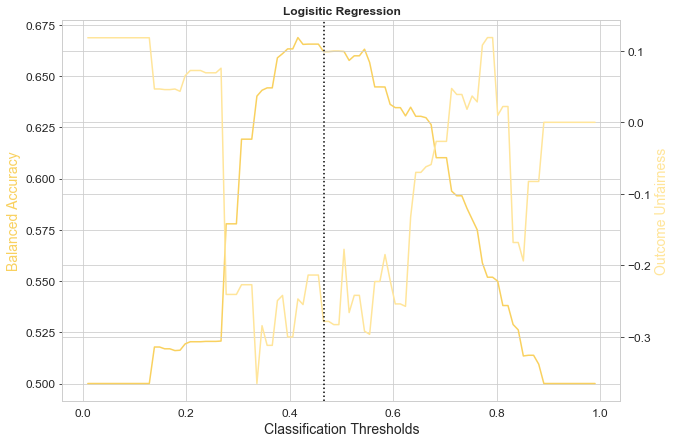 Logisitic Regression
0.675
0.650
0.625
0.600
0.575
0.550
0.525
0.500
Balanced Accuracy
0.1
0.0
−0.1
−0.2
−0.3
Outcome Unfairness
0.0 0.2 0.4 0.6 0.8 1.0
Classification Thresholds